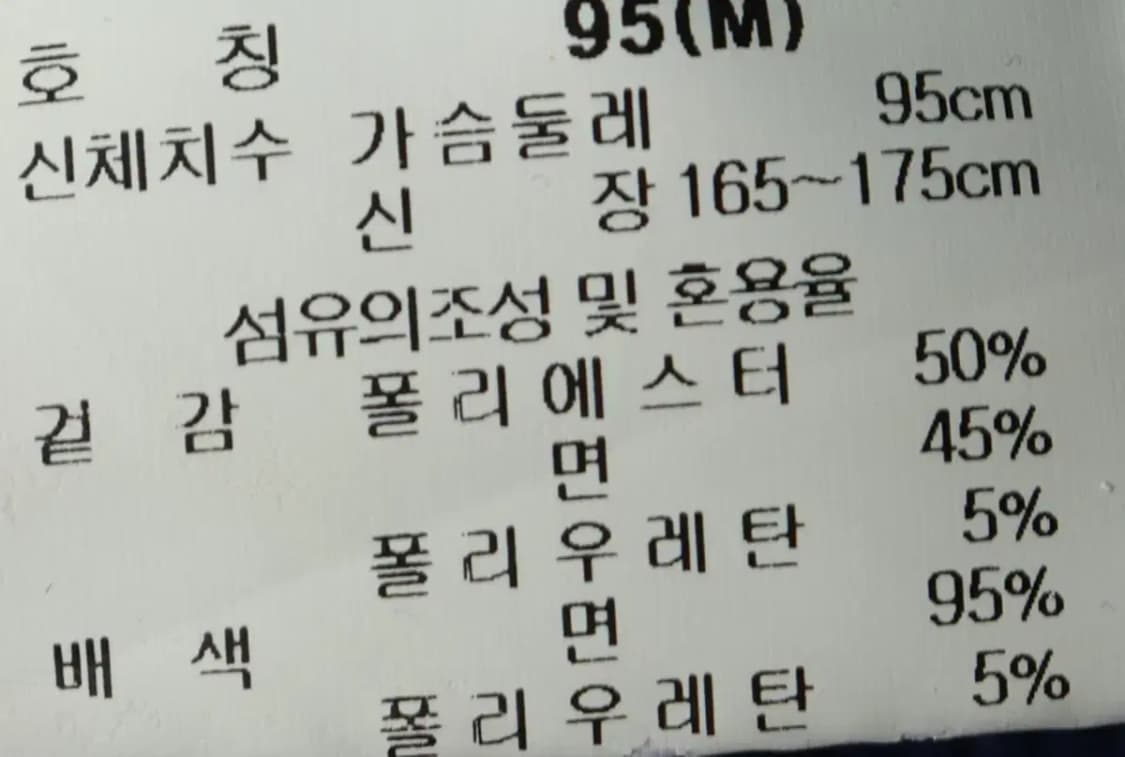 호 칭 95(M)
신체치수 가슴둘레 95cm
신 장 165~175cm
섬유의조성 및 혼용율
겉 감 폴리에스터 50%
면 45%
폴리우레탄 5%
배 색 면 95%
폴리우레탄 5%